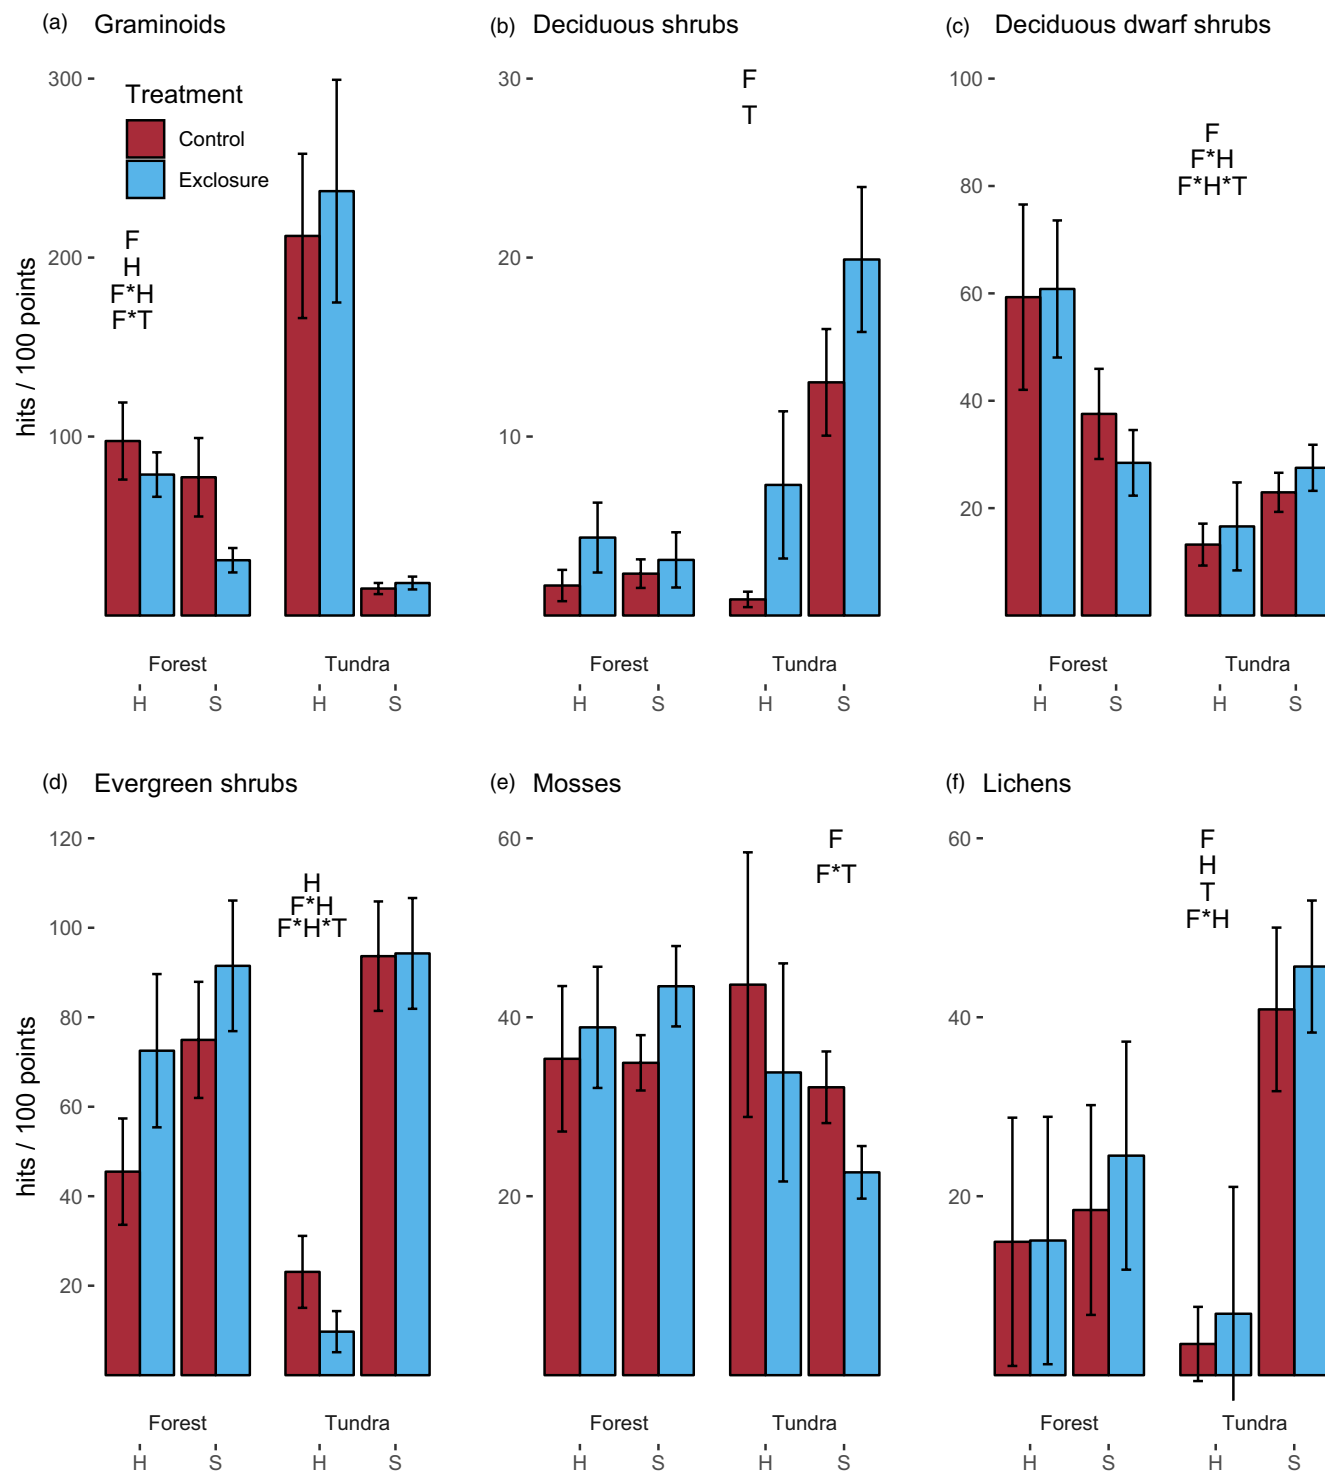 (a) Graminoids
300
200
100
hits / 100 points
Treatment
Control
Exclosure
F
H
F*H
F*T
Forest
Tundra
H
S
H
S
(b) Deciduous shrubs
30
20
10
F
T
Forest
Tundra
H
S
H
S
(c) Deciduous dwarf shrubs
100
80
60
40
20
F
F*H
F*H*T
Forest
Tundra
H
S
H
S
(d) Evergreen shrubs
120
100
80
60
40
20
hits / 100 points
H
F*H
F*H*T
Forest
Tundra
H
S
H
S
(e) Mosses
60
40
20
F
F*T
Forest
Tundra
H
S
H
S
(f) Lichens
60
40
20
F
H
T
F*H
Forest
Tundra
H
S
H
S